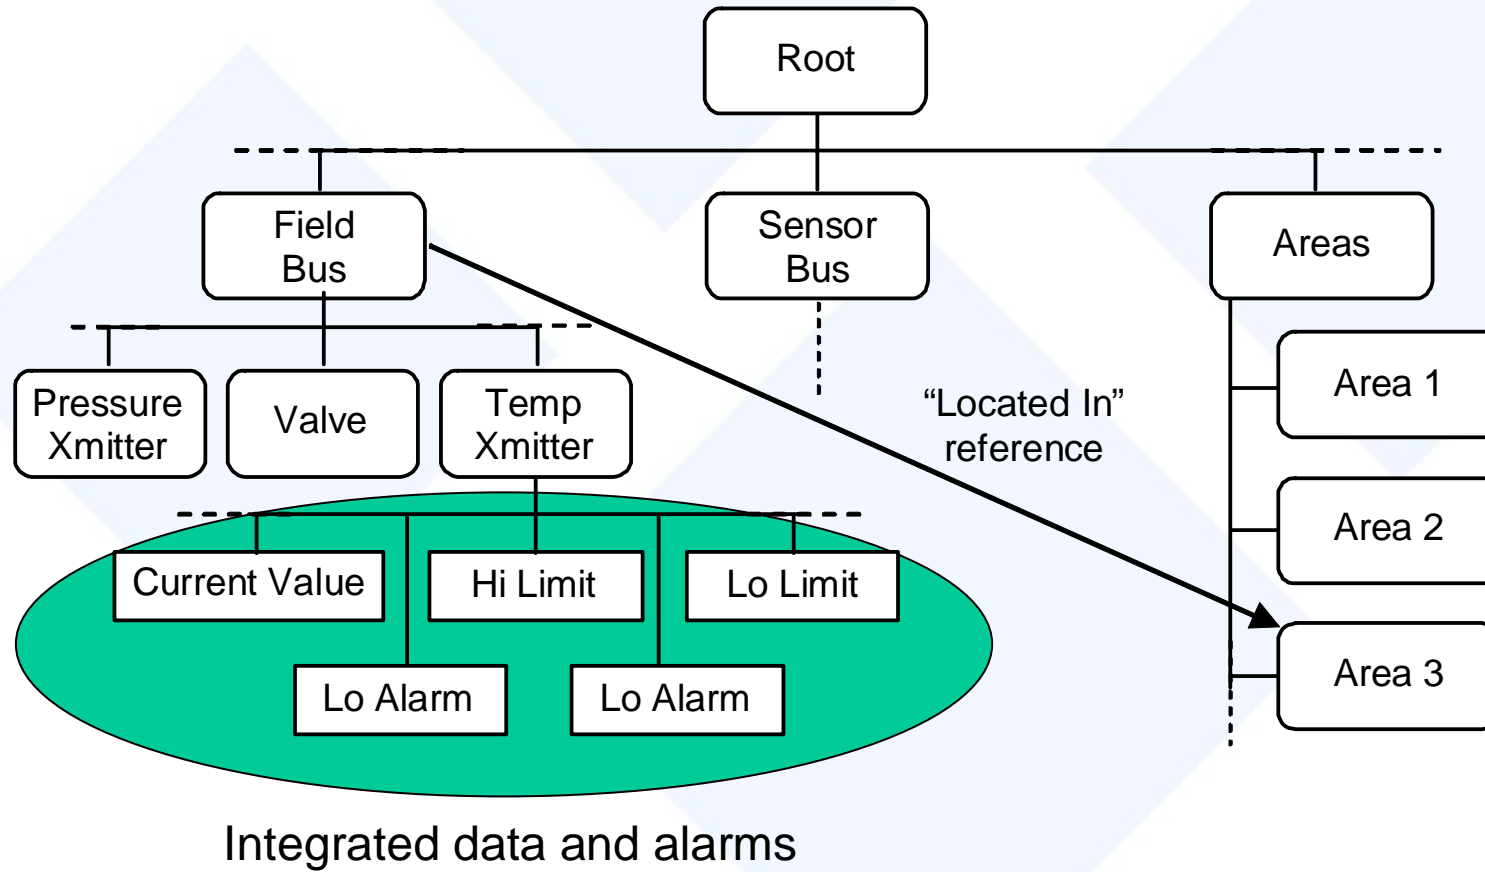 Root
Field
Bus
Sensor
Bus
Areas
Pressure
Xmitter
Valve
Temp
Xmitter
“Located In”
reference
Area 1
Area 2
Area 3
Current Value
Hi Limit
Lo Limit
Lo Alarm
Lo Alarm
Integrated data and alarms